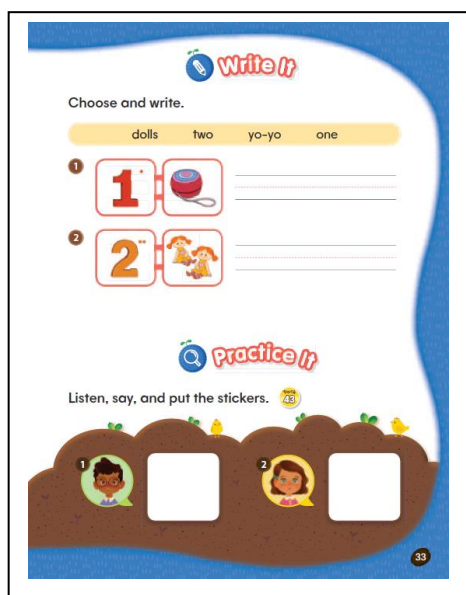 Write It
Choose and write.
dolls two yo-yo one
1
1
2
2
Practice It
Listen, say, and put the stickers.
43
1
2
33